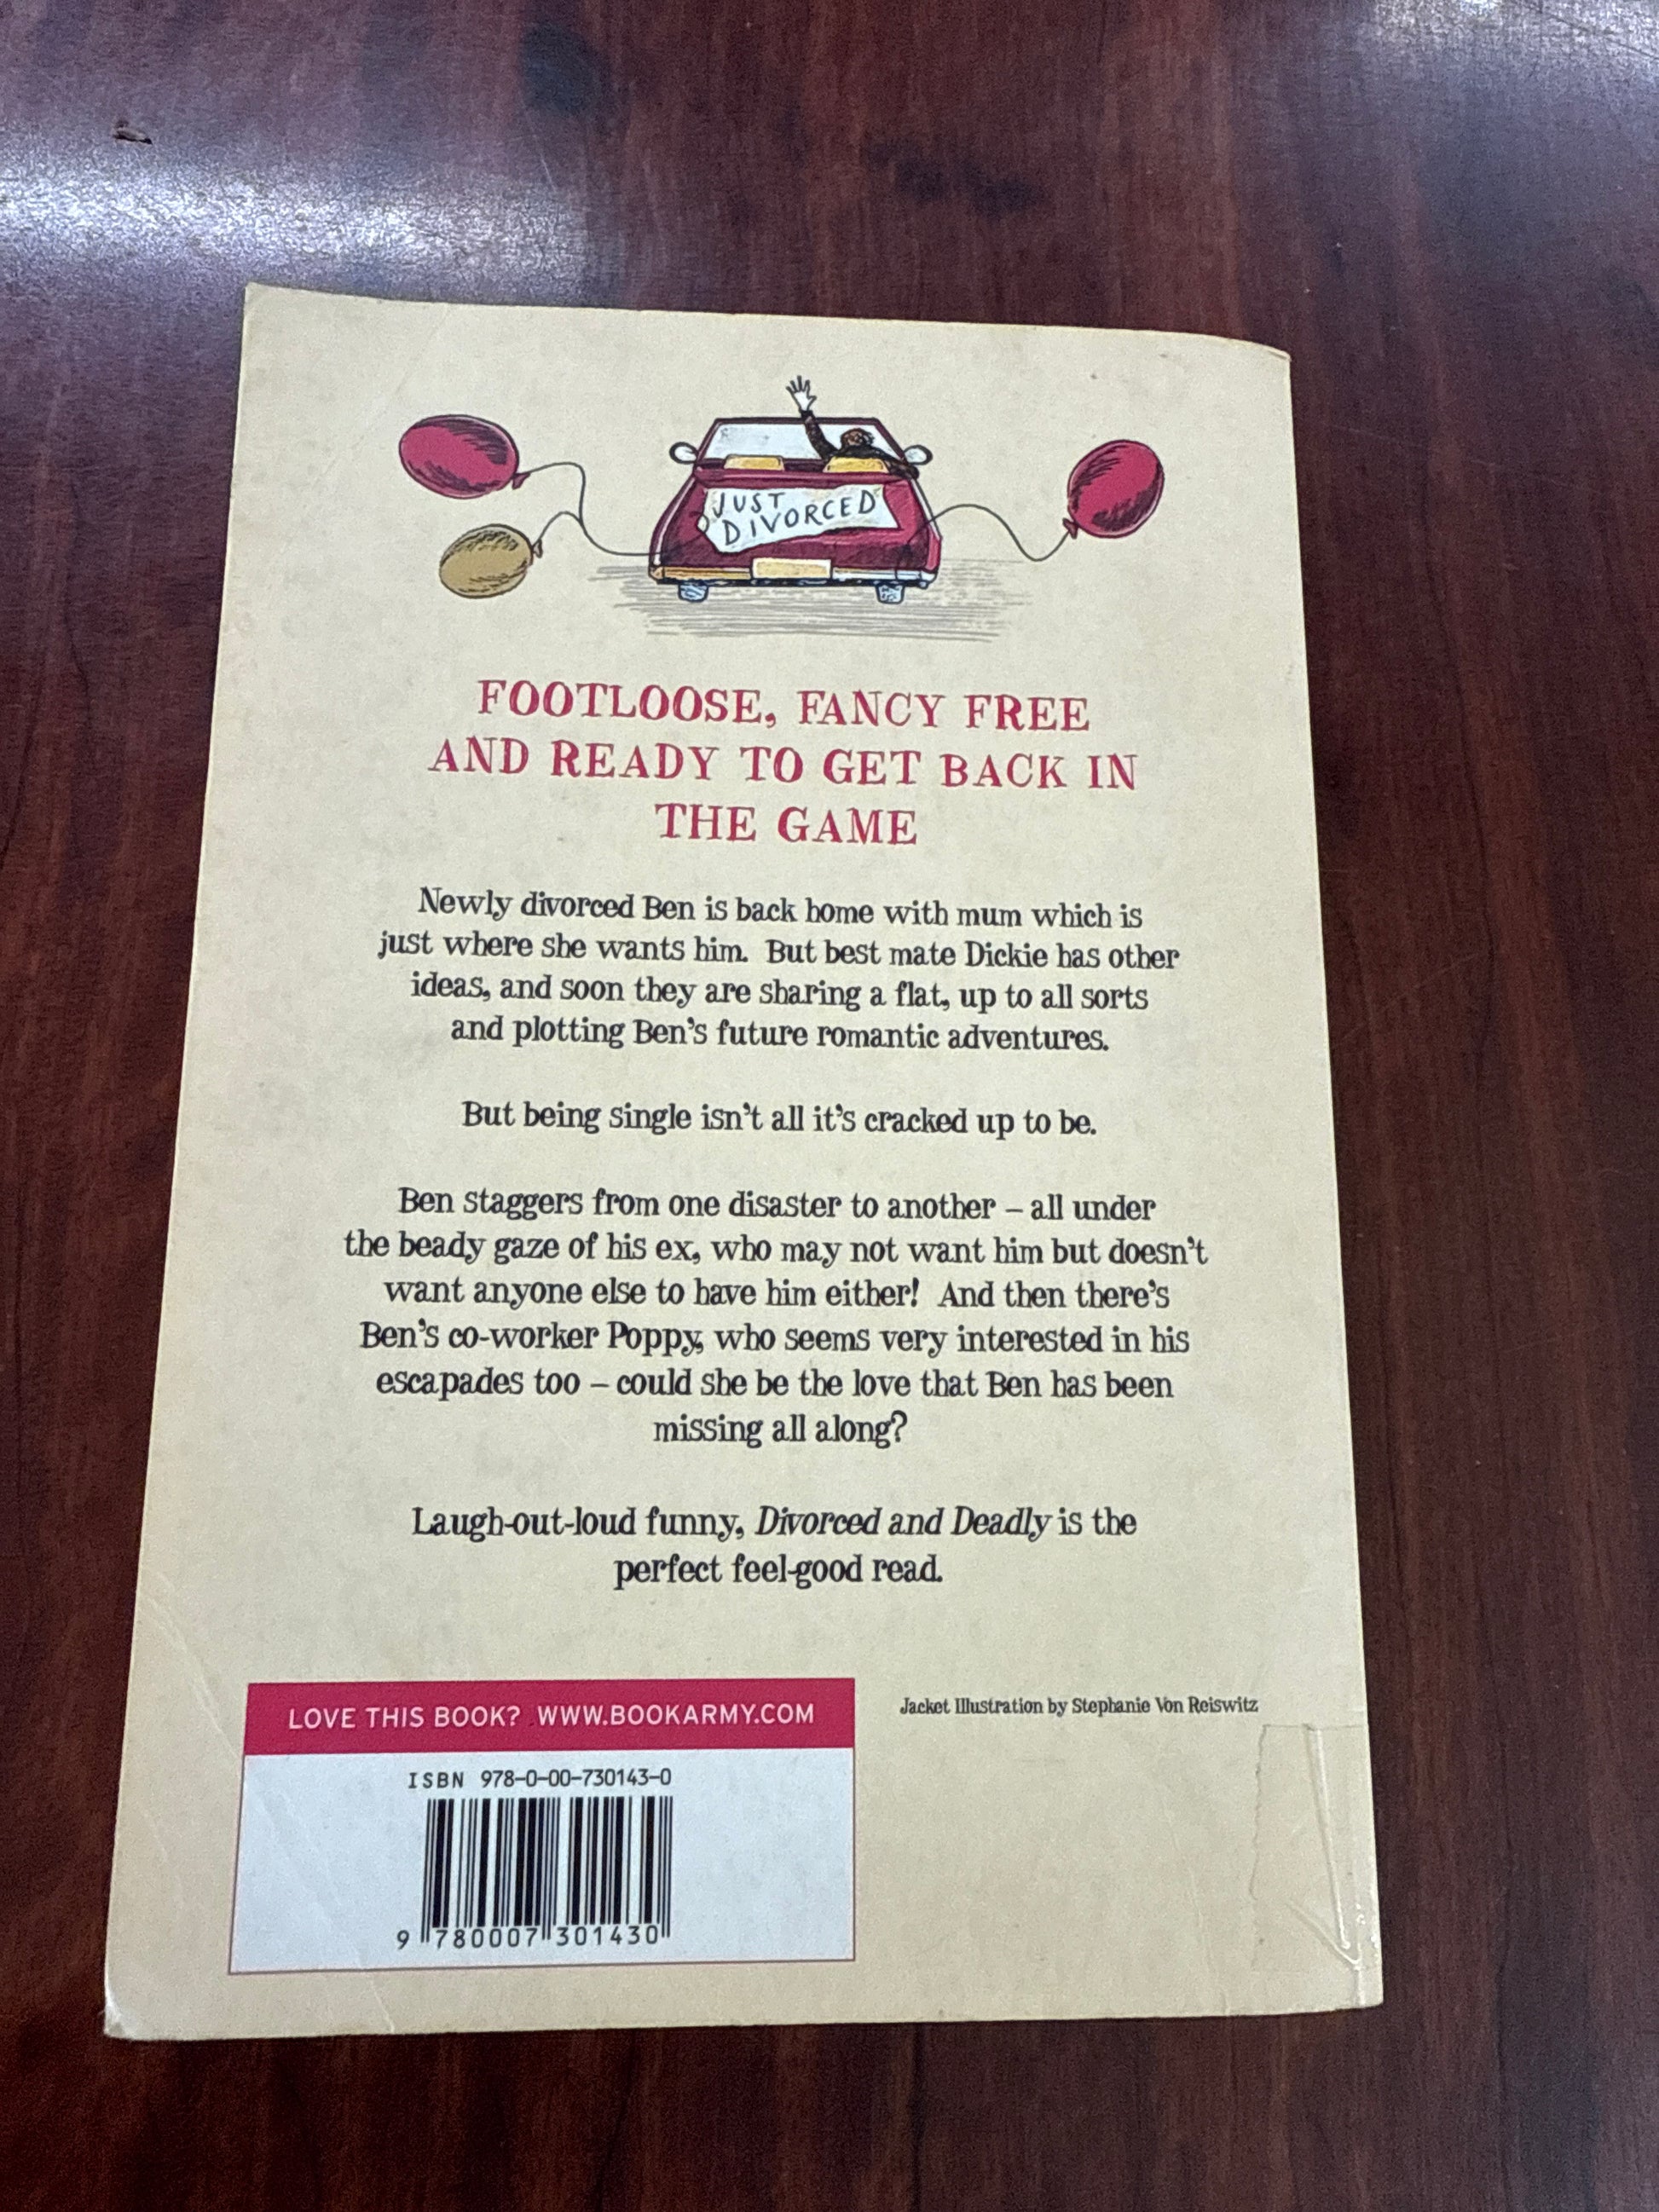 JUST
DIVORCED
FOOTLOOSE, FANCY FREE
AND READY TO GET BACK IN
THE GAME
Newly divorced Ben is back home with mum which is
just where she wants him. But best mate Dickie has other
ideas, and soon they are sharing a flat, up to all sorts
and plotting Ben's future romantic adventures.
But being single isn't all it's cracked up to be.
Ben staggers from one disaster to another – all under
the beady gaze of his ex, who may not want him but doesn't
want anyone else to have him either! And then there's
Ben's co-worker Poppy, who seems very interested in his
escapades too – could she be the love that Ben has been
missing all along?
Laugh-out-loud funny, Divorced and Deadly is the
perfect feel-good read.
LOVE THIS BOOK? WWW.BOOKARMY.COM
Jacket Illustration by Stephanie Von Reiswitz
ISBN 978-0-00-730143-0
9 780007 301430